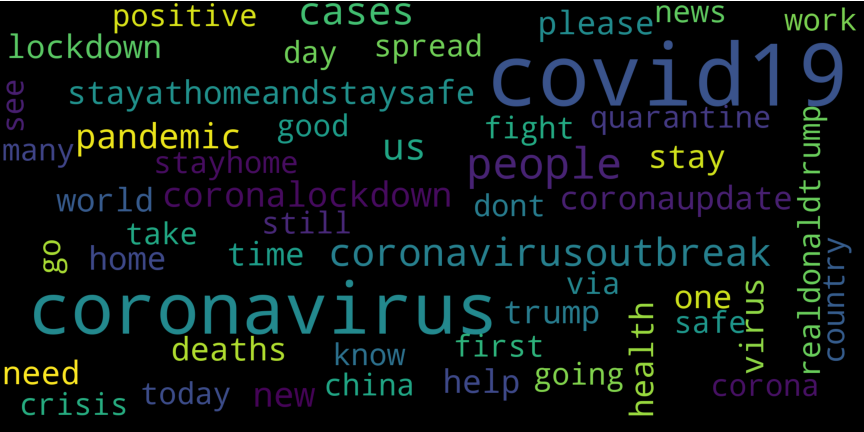 positive cases please news work
lockdown day spread covid19
see stayathomeandstaysafe
many pandemic good us fight quarantine
stayhome people stay
world coronalockdown dont coronaupdate
still
go take
home time coronavirusoutbreak
realdonaldtrump
country
coronavirus via
trump one virus
safe
deaths know first health
need china help going corona
crisis today new